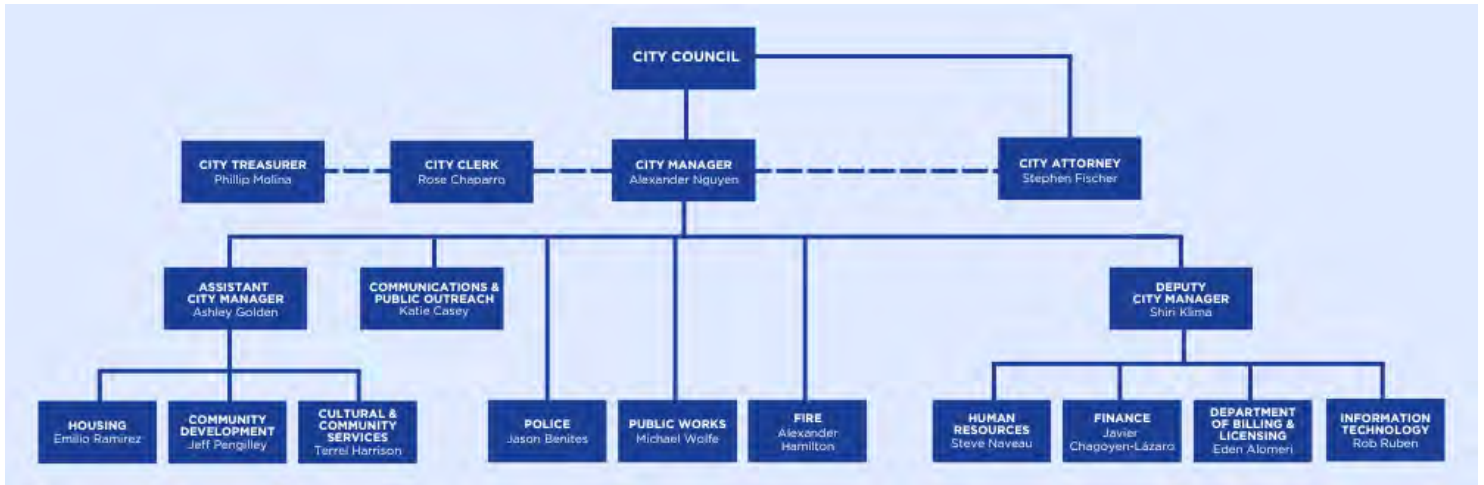 CITY COUNCIL
CITY TREASURER
Phillip Molina
CITY CLERK
Rose Chaparro
CITY MANAGER
Alexander Nguyen
CITY ATTORNEY
Stephen Fischer
ASSISTANT
CITY MANAGER
Ashley Golden
COMMUNICATIONS &
PUBLIC OUTREACH
Katie Casey
DEPUTY
CITY MANAGER
Shiri Klima
HOUSING
Emilio Ramirez
COMMUNITY
DEVELOPMENT
Jeff Pengilley
CULTURAL &
COMMUNITY
SERVICES
Terrel Harrison
POLICE
Jason Benites
PUBLIC WORKS
Michael Wolfe
FIRE
Alexander
Hamilton
HUMAN
RESOURCES
Steve Naveau
FINANCE
Javier
Chagoyen-Lázaro
DEPARTMENT
OF BILLING &
LICENSING
Eden Alomeri
INFORMATION
TECHNOLOGY
Rob Ruben